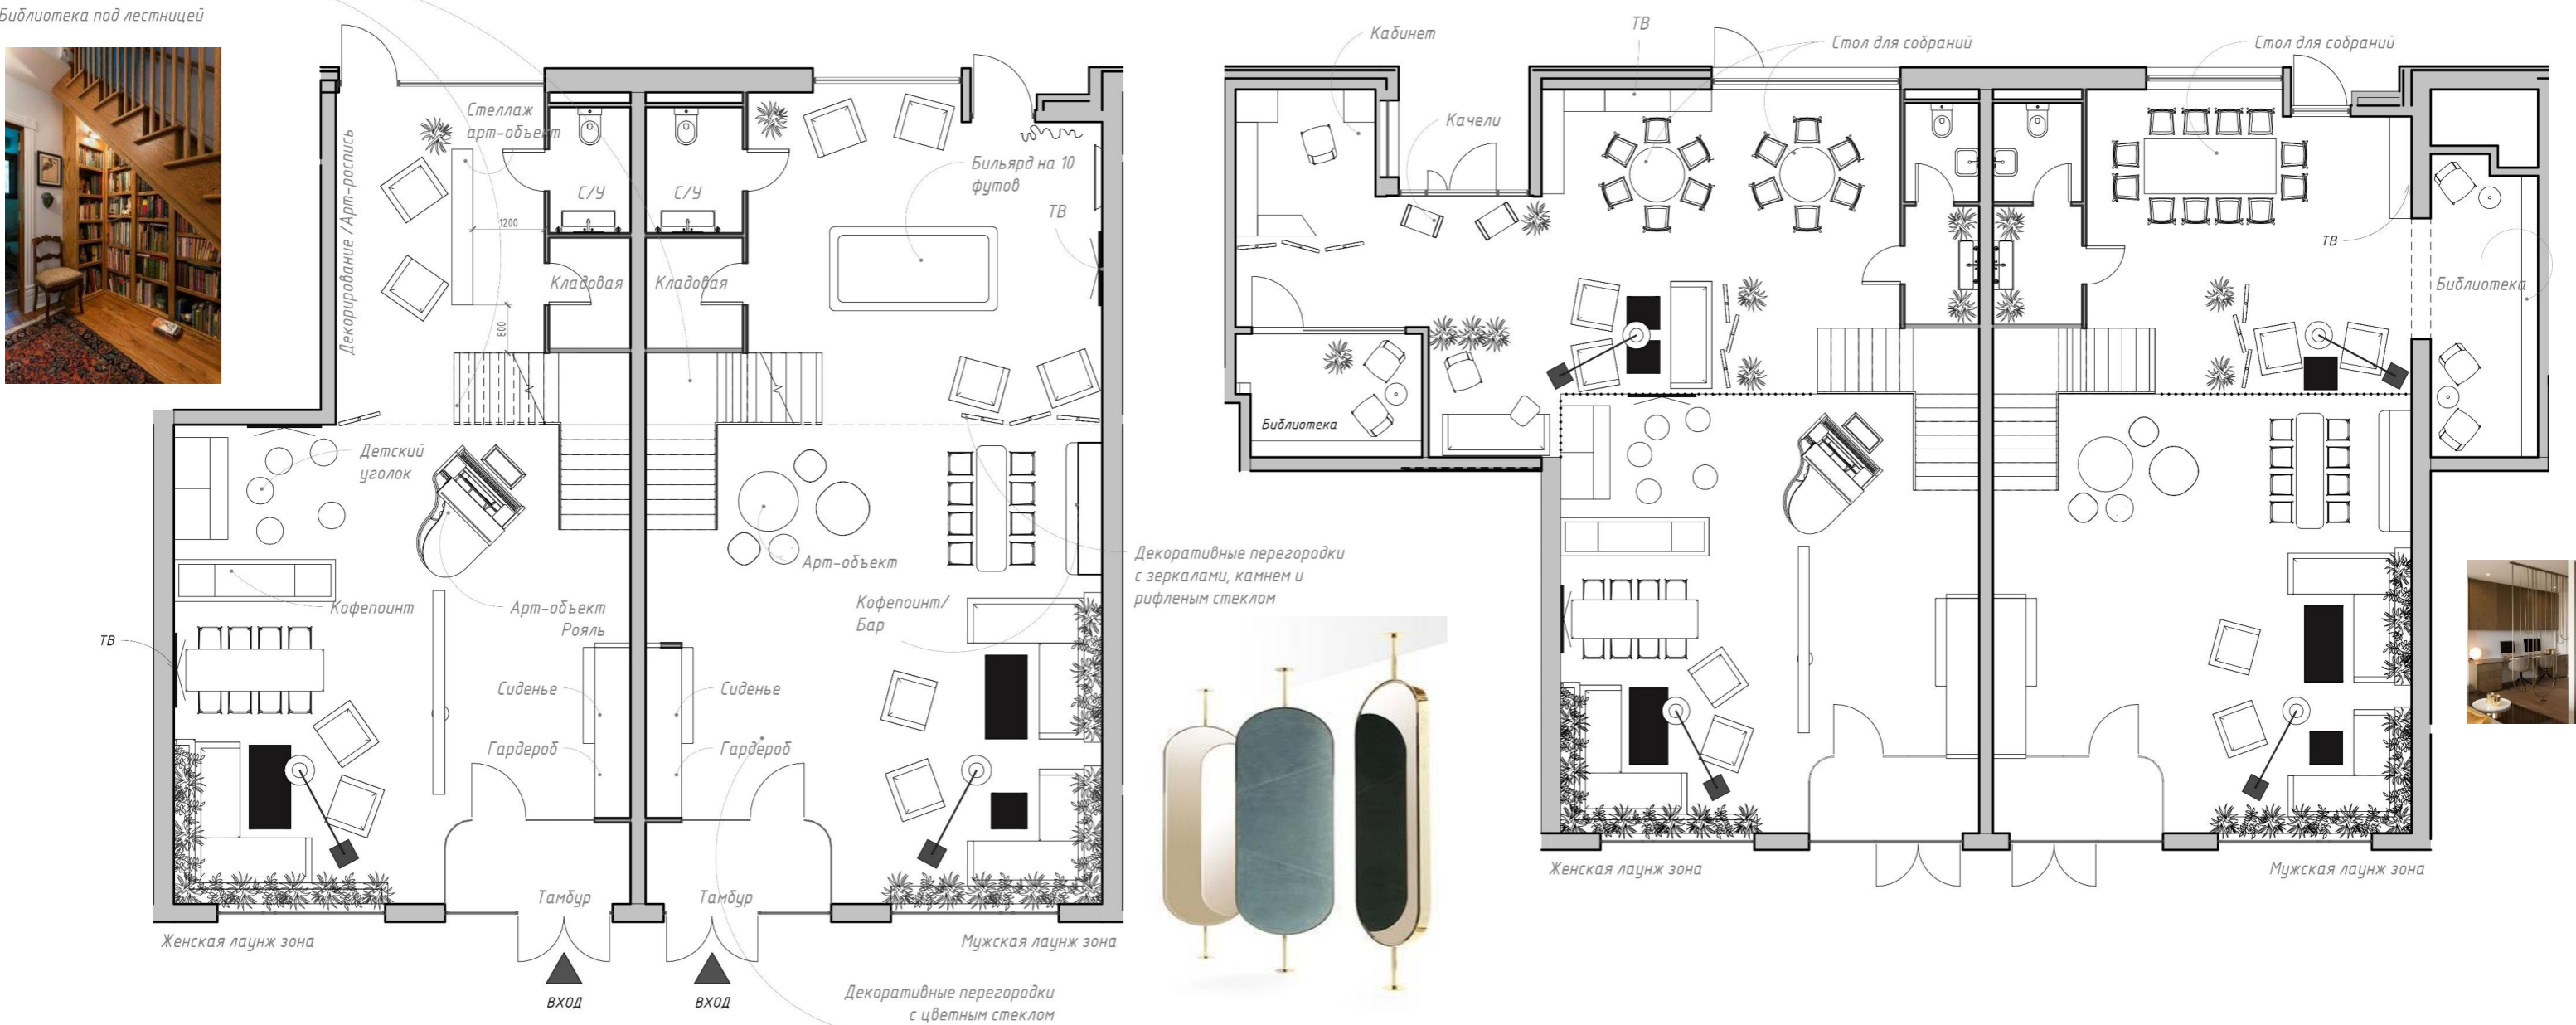 Библиотека под лестницей
Стеллаж
арт-объект
Декорирование /Арт-роспись
С/У
С/У
1200
Кладовая
Кладовая
800
Бильярд на 10
футов
ТВ
Детский
уголок
Кофепоинт
Арт-объект
Рояль
ТВ
Арт-объект
Кофепоинт/
Бар
Сиденье
Сиденье
Гардероб
Гардероб
Тамбур
Тамбур
Женская лаунж зона
Мужская лаунж зона
ВХОД
ВХОД
Декоративные перегородки
с цветным стеклом
Декоративные перегородки
с зеркалами, камнем и
рифленым стеклом
Кабинет
ТВ
Стол для собраний
Стол для собраний
Качели
ТВ
Библиотека
Библиотека
Женская лаунж зона
Мужская лаунж зона